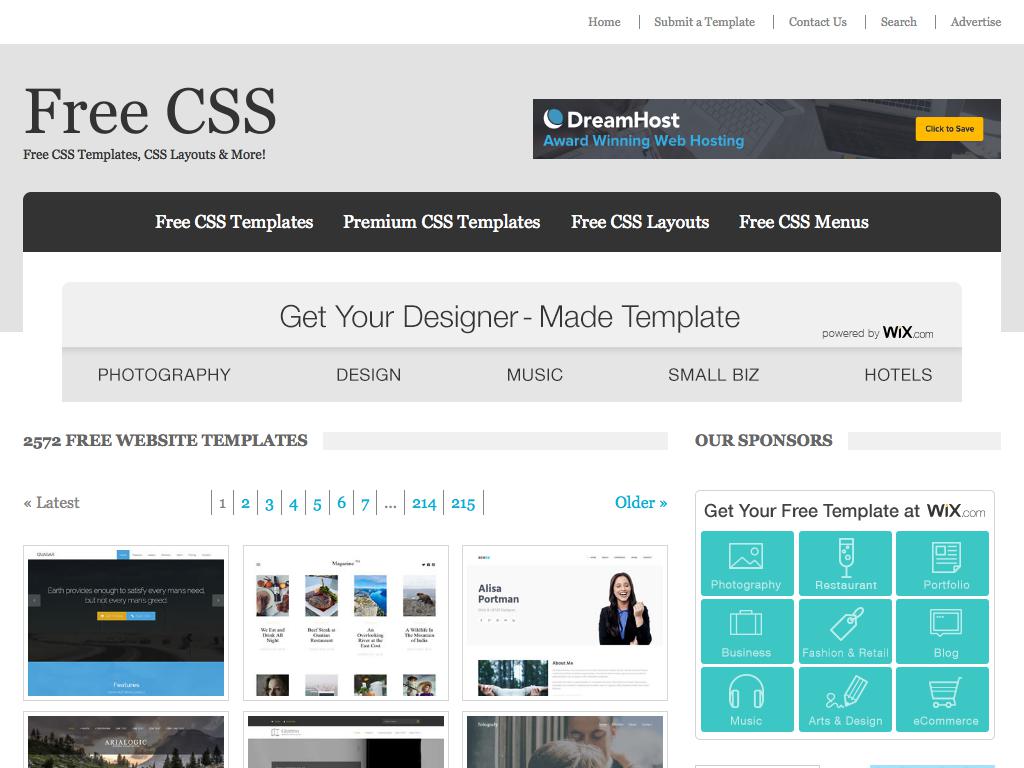 Home
Submit a Template
Contact Us
Search
Advertise
Free CSS
Free CSS Templates, CSS Layouts & More!
DreamHost
Award Winning Web Hosting
Click to Save
Free CSS Templates
Premium CSS Templates
Free CSS Layouts
Free CSS Menus
Get Your Designer - Made Template
powered by WiX.com
PHOTOGRAPHY
DESIGN
MUSIC
SMALL BIZ
HOTELS
2572 FREE WEBSITE TEMPLATES
OUR SPONSORS
« Latest
1 2 3 4 5 6 7 ... 214 215
Older »
Get Your Free Template at WiX.com
Photography
Restaurant
Portfolio
Business
Fashion & Retail
Blog
Music
Arts & Design
eCommerce
QUASAR
Earth provides enough to satisfy every mans need,
but not every man's greed.
Features
Magazine
We Eat and
Drink All
Night
Beef Steak at
Ountan
Restaurant
An
Overlooking
River at the
East Cost
A Wildlife In
The Mountain
of India
Alisa
Portman
About Me
ARIALOGIC